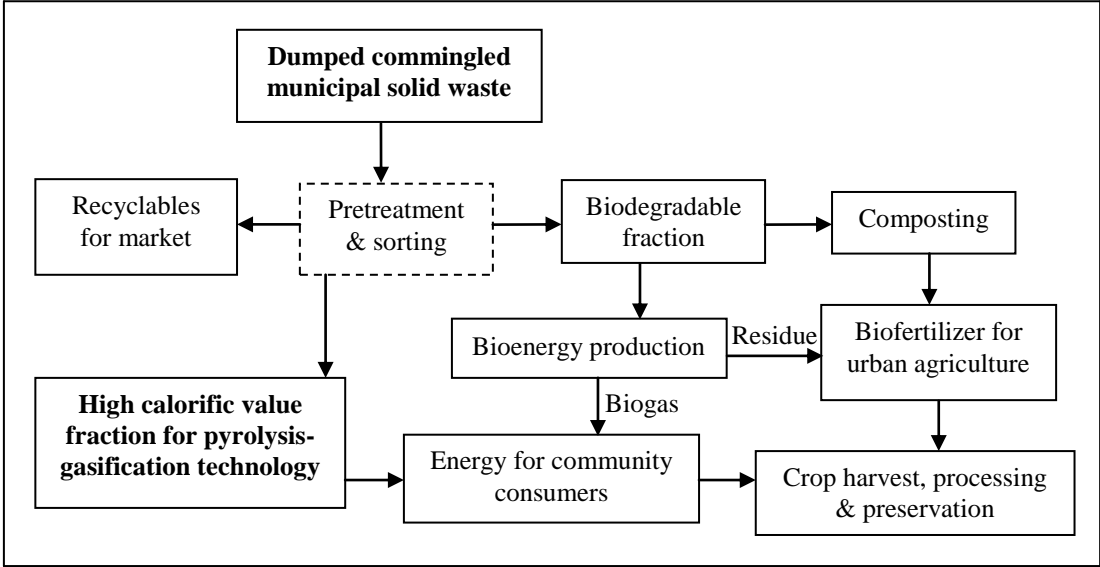 Dumped commingled
municipal solid waste
Recyclables
for market
Pretreatment
& sorting
Biodegradable
fraction
Composting
Bioenergy production
Residue
Biofertilizer for
urban agriculture
High calorific value
fraction for pyrolysis-
gasification technology
Biogas
Energy for community
consumers
Crop harvest, processing
& preservation